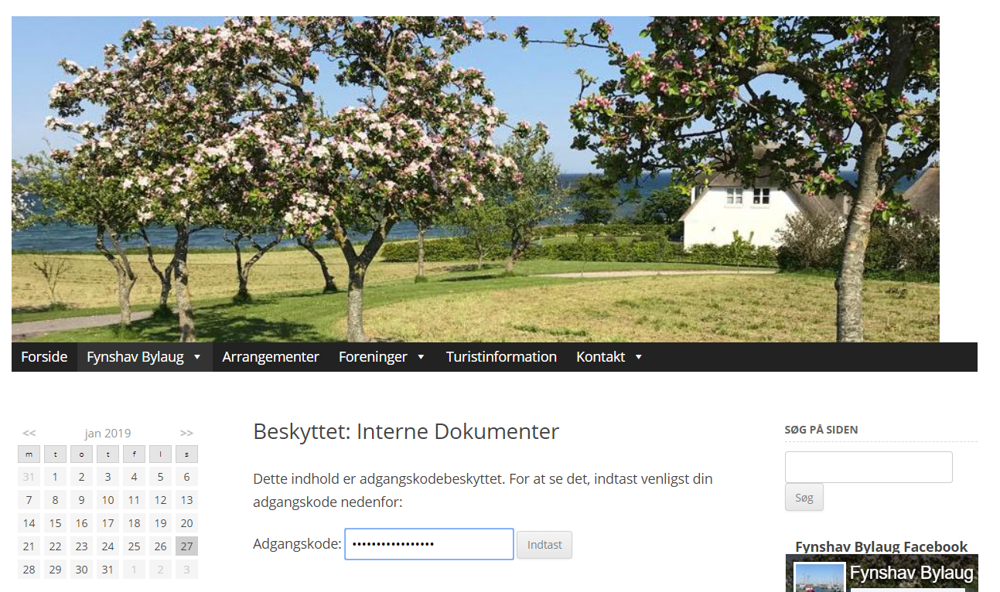 Forside Fynshav Bylaug Arrangementer Foreninger Turistinformation Kontakt
<< jan 2019 >>
m t o t f l s
31 1 2 3 4 5 6
7 8 9 10 11 12 13
14 15 16 17 18 19 20
21 22 23 24 25 26 27
28 29 30 31 1 2 3
Beskyttet: Interne Dokumenter
Dette indhold er adgangskodebeskyttet. For at se det, indtast venligst din
adgangskode nedenfor:
Adgangskode: ••••••••••••••••• Indtast
SØG PÅ SIDEN
Søg
Fynshav Bylaug Facebook
Fynshav Bylaug